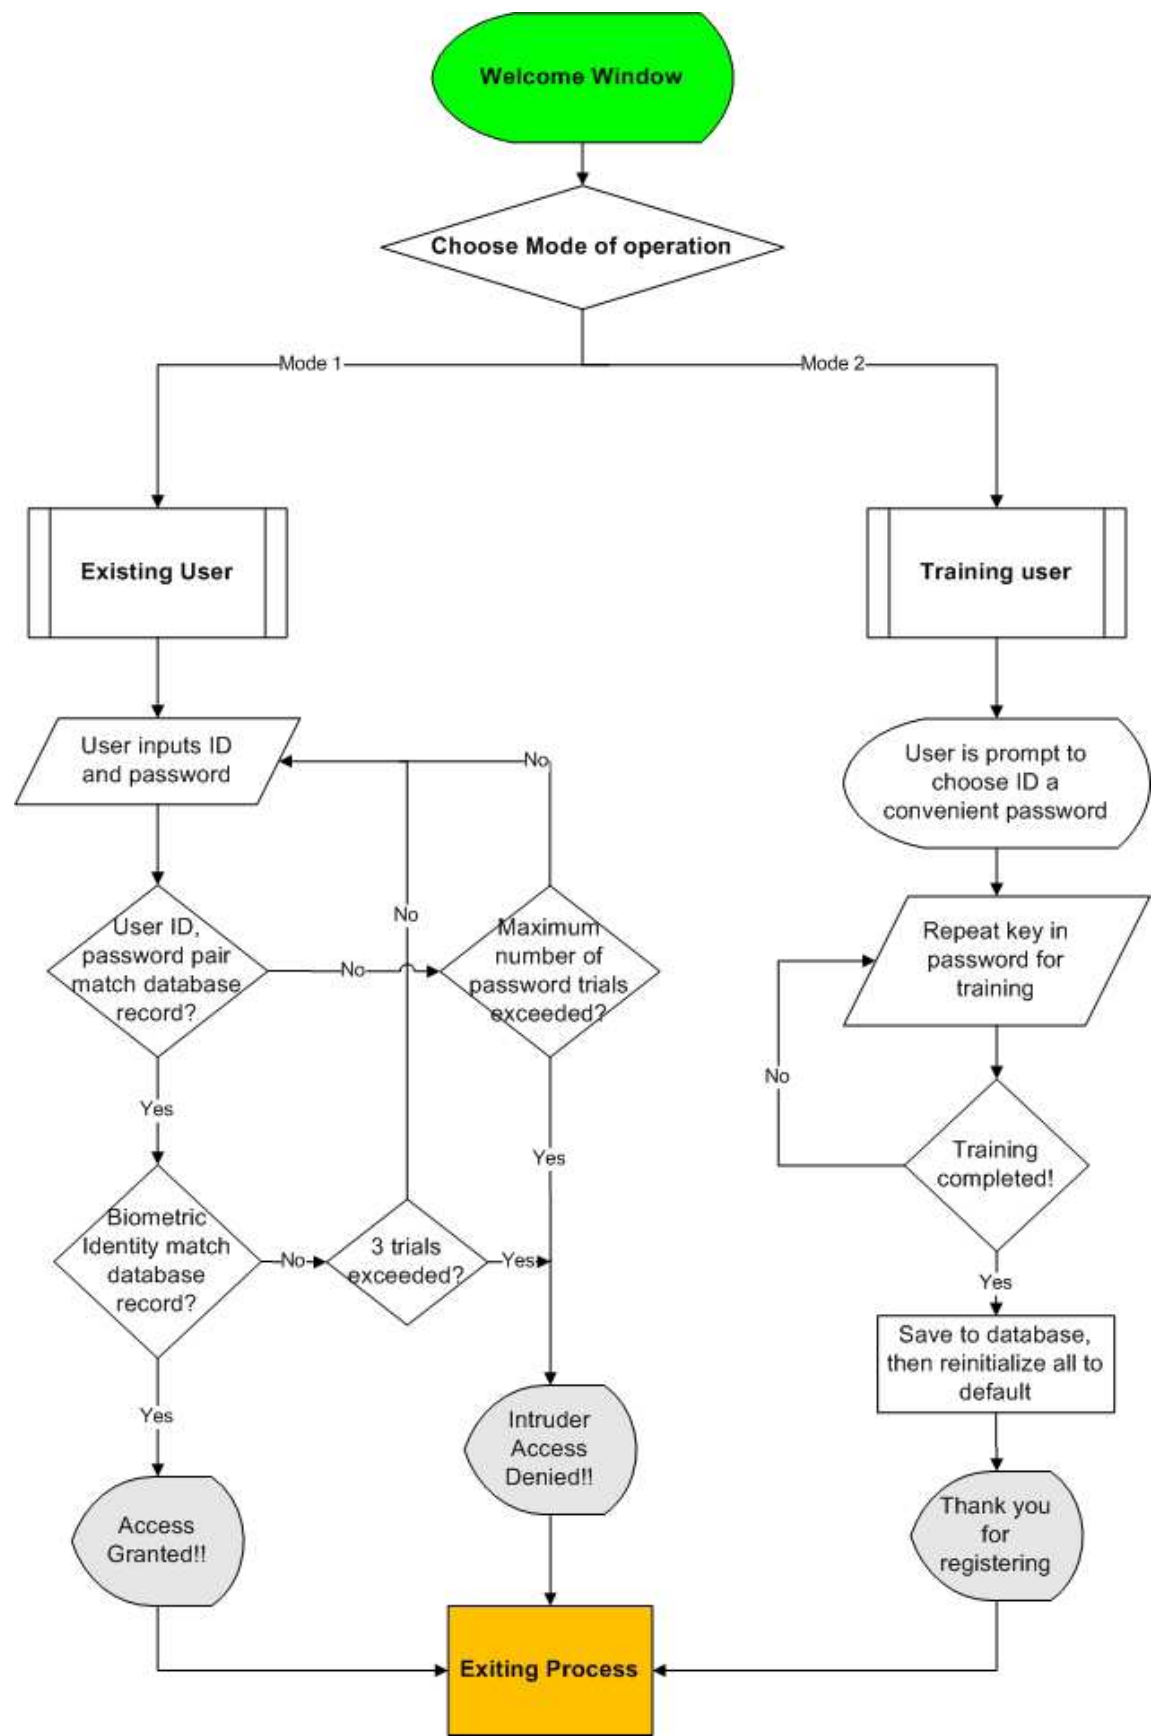 Welcome Window
Choose Mode of operation
Mode 1
Mode 2
Existing User
Training user
User inputs ID
and password
No
User is prompt to
choose ID a
convenient password
User ID,
password pair
match database
record?
No
No
Maximum
number of
password trials
exceeded?
Repeat key in
password for
training
No
Yes
Yes
Training
completed!
Biometric
Identity match
database
record?
No
3 trials
exceeded?
Yes
Yes
Save to database,
then reinitialize all to
default
Yes
Intruder
Access
Denied!!
Access
Granted!!
Thank you
for
registering
Exiting Process